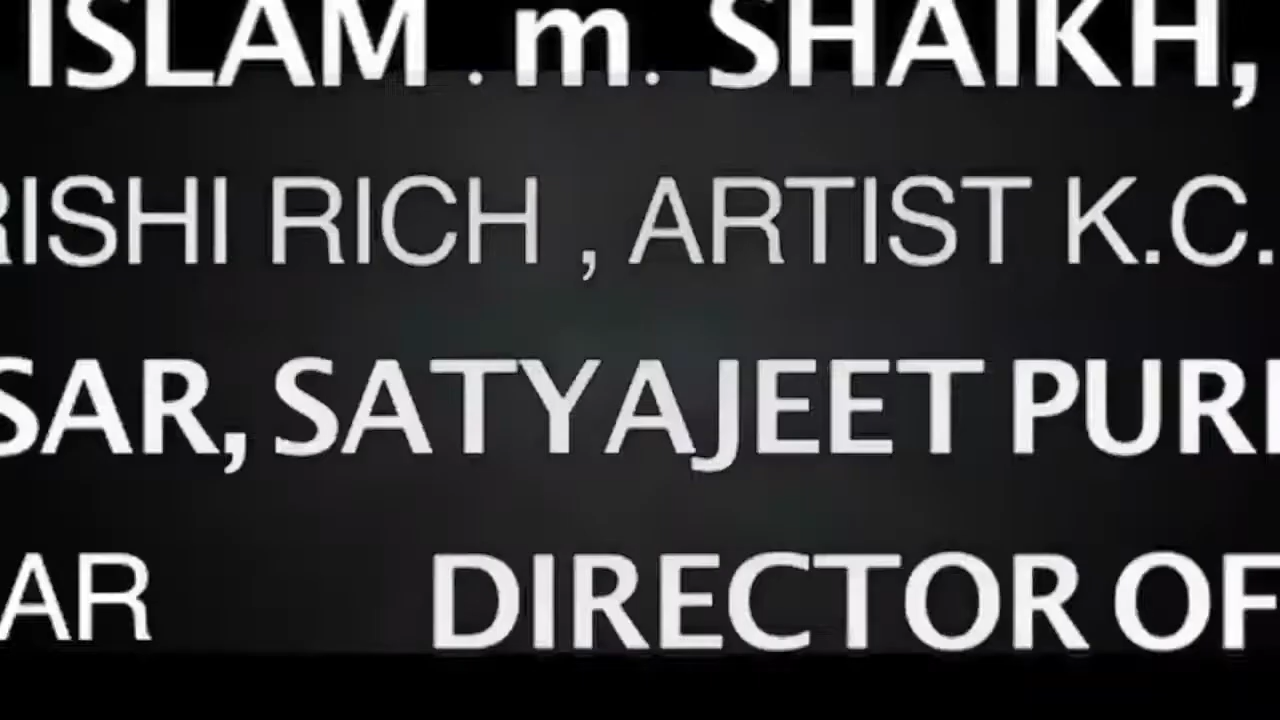 ISLAM . m. SHAIKH,
RISHI RICH , ARTIST K.C.
SAR, SATYAJEET PURI
AR DIRECTOR OF